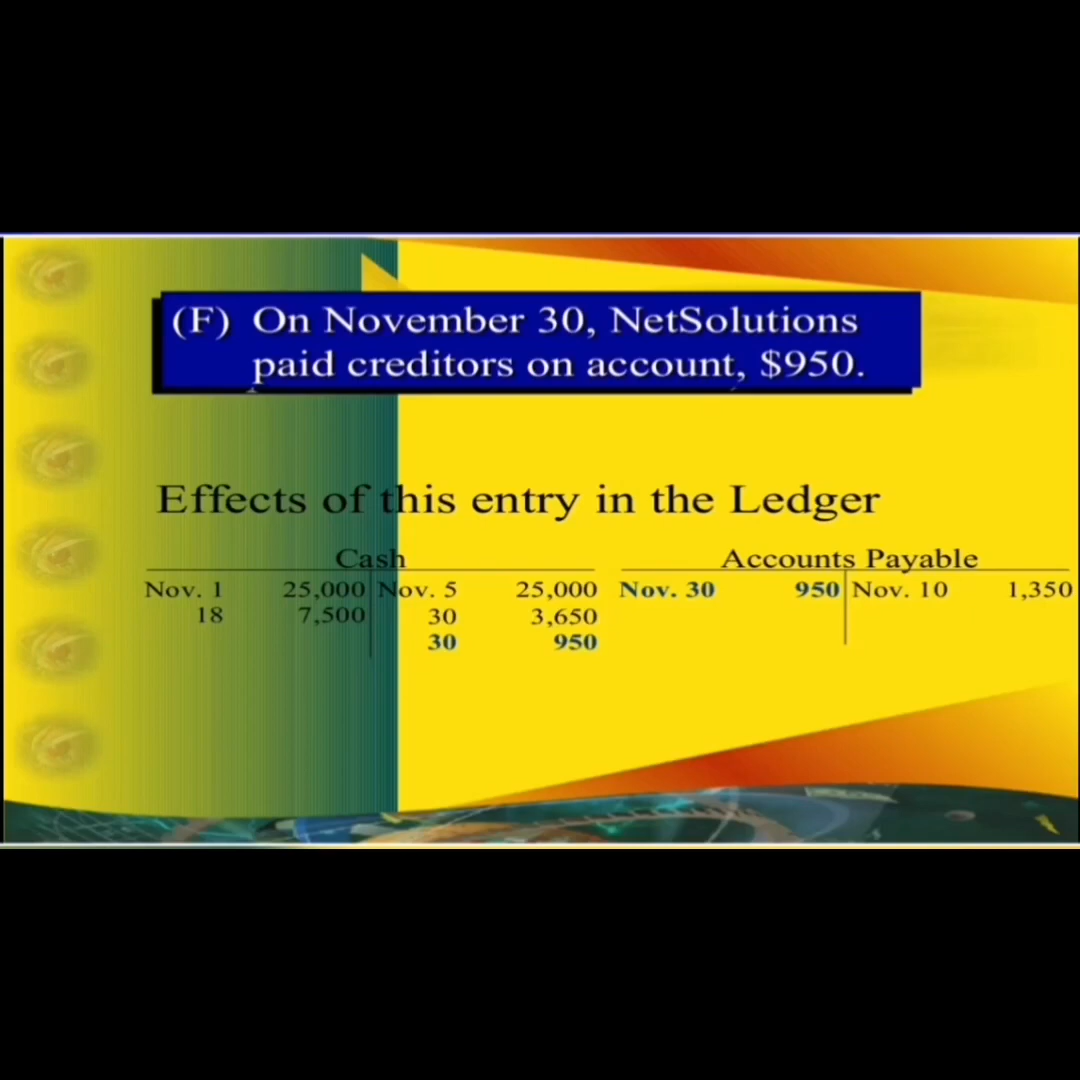 (F) On November 30, NetSolutions
paid creditors on account, $950.
Effects of this entry in the Ledger
Cash Accounts Payable
Nov. 1 25,000 Nov. 5 25,000 Nov. 30 950 Nov. 10 1,350
18 7,500 30 3,650
30 950